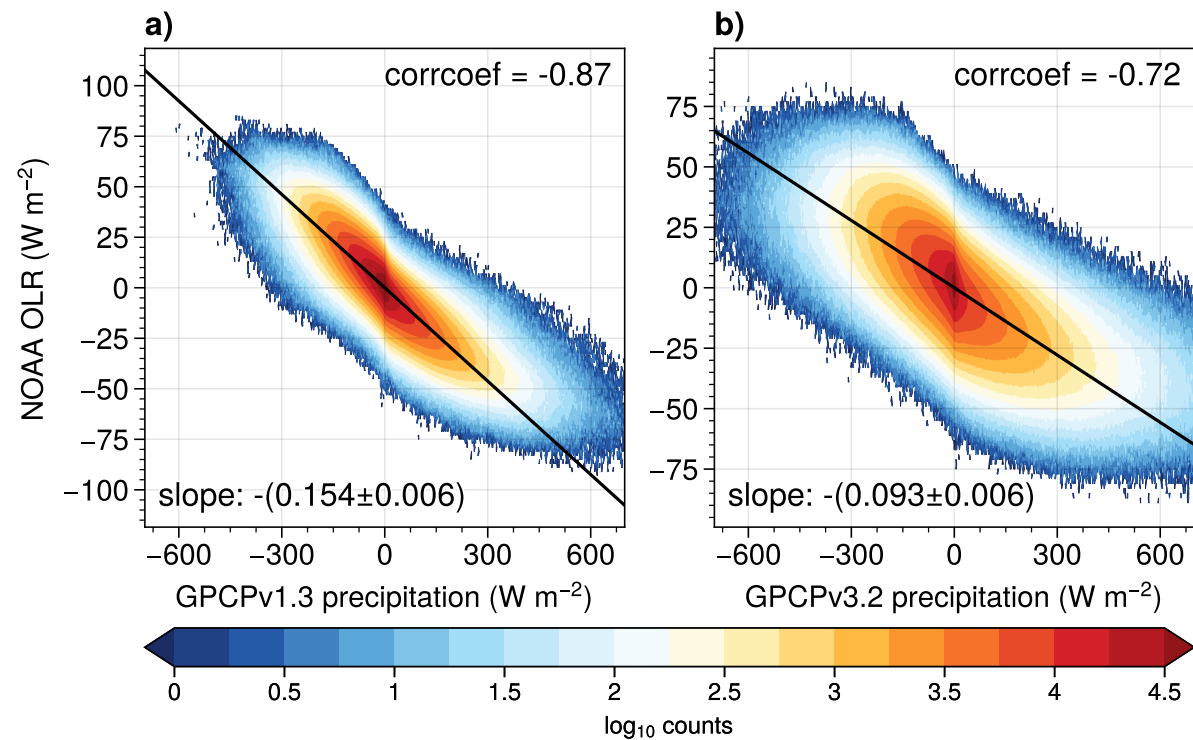 a)
b)
corrcoef = -0.87
corrcoef = -0.72
NOAA OLR (W m⁻²)
100
75
50
25
0
−25
−50
−75
−100
75
50
25
0
−25
−50
−75
slope: -(0.154±0.006)
slope: -(0.093±0.006)
−600 −300 0 300 600
−600 −300 0 300 600
GPCPv1.3 precipitation (W m⁻²)
GPCPv3.2 precipitation (W m⁻²)
0 0.5 1 1.5 2 2.5 3 3.5 4 4.5
log₁₀ counts